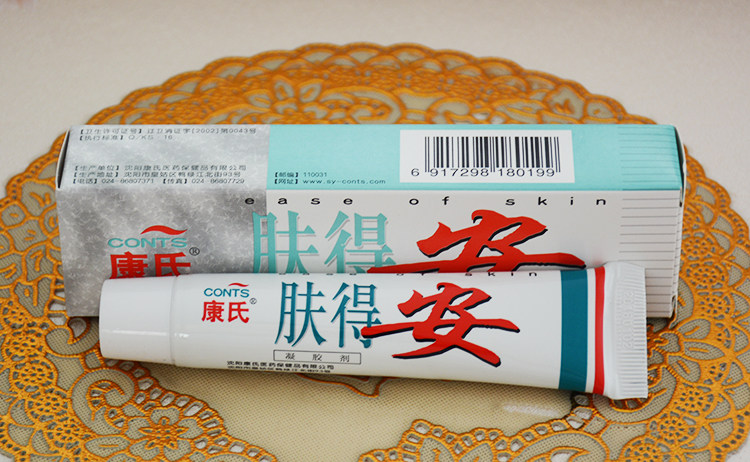 【卫生许可证号】辽卫消证字[2002]第0043号
【执行标准】Q/KS·16
【生产单位】沈阳康氏医药保健品有限公司
【生产地址】沈阳市皇姑区鸭绿江北街93号
【电话】024-86807371 【传真】024-86807729
【邮编】110031
【网址】www.sy-conts.com
6 917298 180199
ease of skin
CONTS
康氏®
肤得安
CONTS
康氏®
肤得安
凝胶剂
沈阳康氏医药保健品有限公司